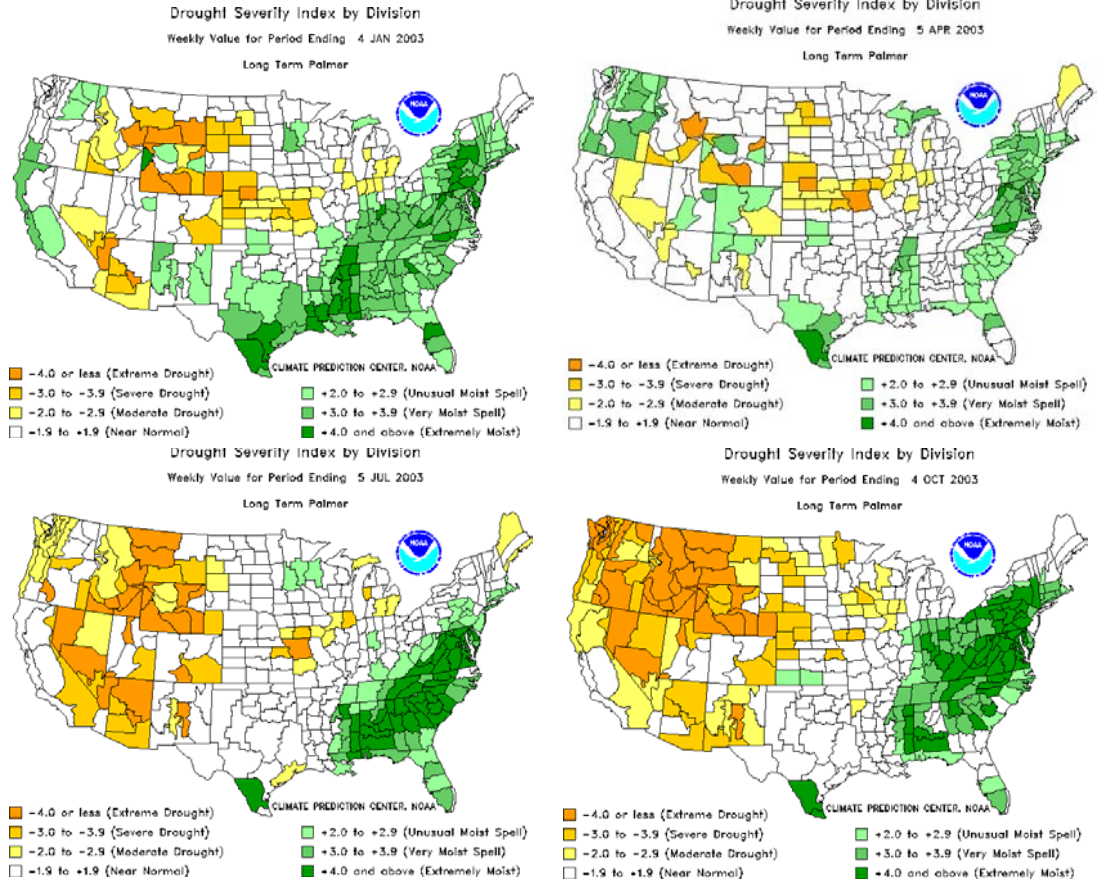 Drought Severity Index by Division
Weekly Value for Period Ending 4 JAN 2003
Long Term Palmer
NOAA
CLIMATE PREDICTION CENTER, NOAA
-4.0 or less (Extreme Drought)
-3.0 to -3.9 (Severe Drought)
-2.0 to -2.9 (Moderate Drought)
-1.9 to +1.9 (Near Normal)
+2.0 to +2.9 (Unusual Moist Spell)
+3.0 to +3.9 (Very Moist Spell)
+4.0 and above (Extremely Moist)
Drought Severity Index by Division
Weekly Value for Period Ending 5 APR 2003
Long Term Palmer
NOAA
CLIMATE PREDICTION CENTER, NOAA
-4.0 or less (Extreme Drought)
-3.0 to -3.9 (Severe Drought)
-2.0 to -2.9 (Moderate Drought)
-1.9 to +1.9 (Near Normal)
+2.0 to +2.9 (Unusual Moist Spell)
+3.0 to +3.9 (Very Moist Spell)
+4.0 and above (Extremely Moist)
Drought Severity Index by Division
Weekly Value for Period Ending 5 JUL 2003
Long Term Palmer
NOAA
CLIMATE PREDICTION CENTER, NOAA
-4.0 or less (Extreme Drought)
-3.0 to -3.9 (Severe Drought)
-2.0 to -2.9 (Moderate Drought)
-1.9 to +1.9 (Near Normal)
+2.0 to +2.9 (Unusual Moist Spell)
+3.0 to +3.9 (Very Moist Spell)
+4.0 and above (Extremely Moist)
Drought Severity Index by Division
Weekly Value for Period Ending 4 OCT 2003
Long Term Palmer
NOAA
CLIMATE PREDICTION CENTER, NOAA
-4.0 or less (Extreme Drought)
-3.0 to -3.9 (Severe Drought)
-2.0 to -2.9 (Moderate Drought)
-1.9 to +1.9 (Near Normal)
+2.0 to +2.9 (Unusual Moist Spell)
+3.0 to +3.9 (Very Moist Spell)
+4.0 and above (Extremely Moist)